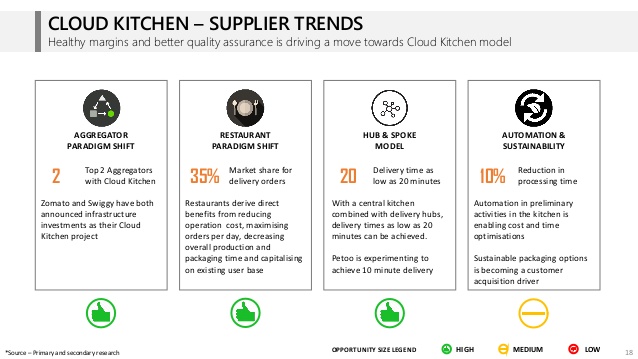 CLOUD KITCHEN – SUPPLIER TRENDS
Healthy margins and better quality assurance is driving a move towards Cloud Kitchen model
AGGREGATOR
PARADIGM SHIFT
2
Top 2 Aggregators
with Cloud Kitchen
Zomato and Swiggy have both
announced infrastructure
investments as their Cloud
Kitchen project
RESTAURANT
PARADIGM SHIFT
35%
Market share for
delivery orders
Restaurants derive direct
benefits from reducing
operation cost, maximising
orders per day, decreasing
overall production and
packaging time and capitalising
on existing user base
HUB & SPOKE
MODEL
20
Delivery time as
low as 20 minutes
With a central kitchen
combined with delivery hubs,
delivery times as low as 20
minutes can be achieved.
Petoo is experimenting to
achieve 10 minute delivery
AUTOMATION &
SUSTAINABILITY
10%
Reduction in
processing time
Automation in preliminary
activities in the kitchen is
enabling cost and time
optimisations
Sustainable packaging options
is becoming a customer
acquisition driver
*Source – Primary and secondary research
OPPORTUNITY SIZE LEGEND
HIGH
MEDIUM
LOW
18